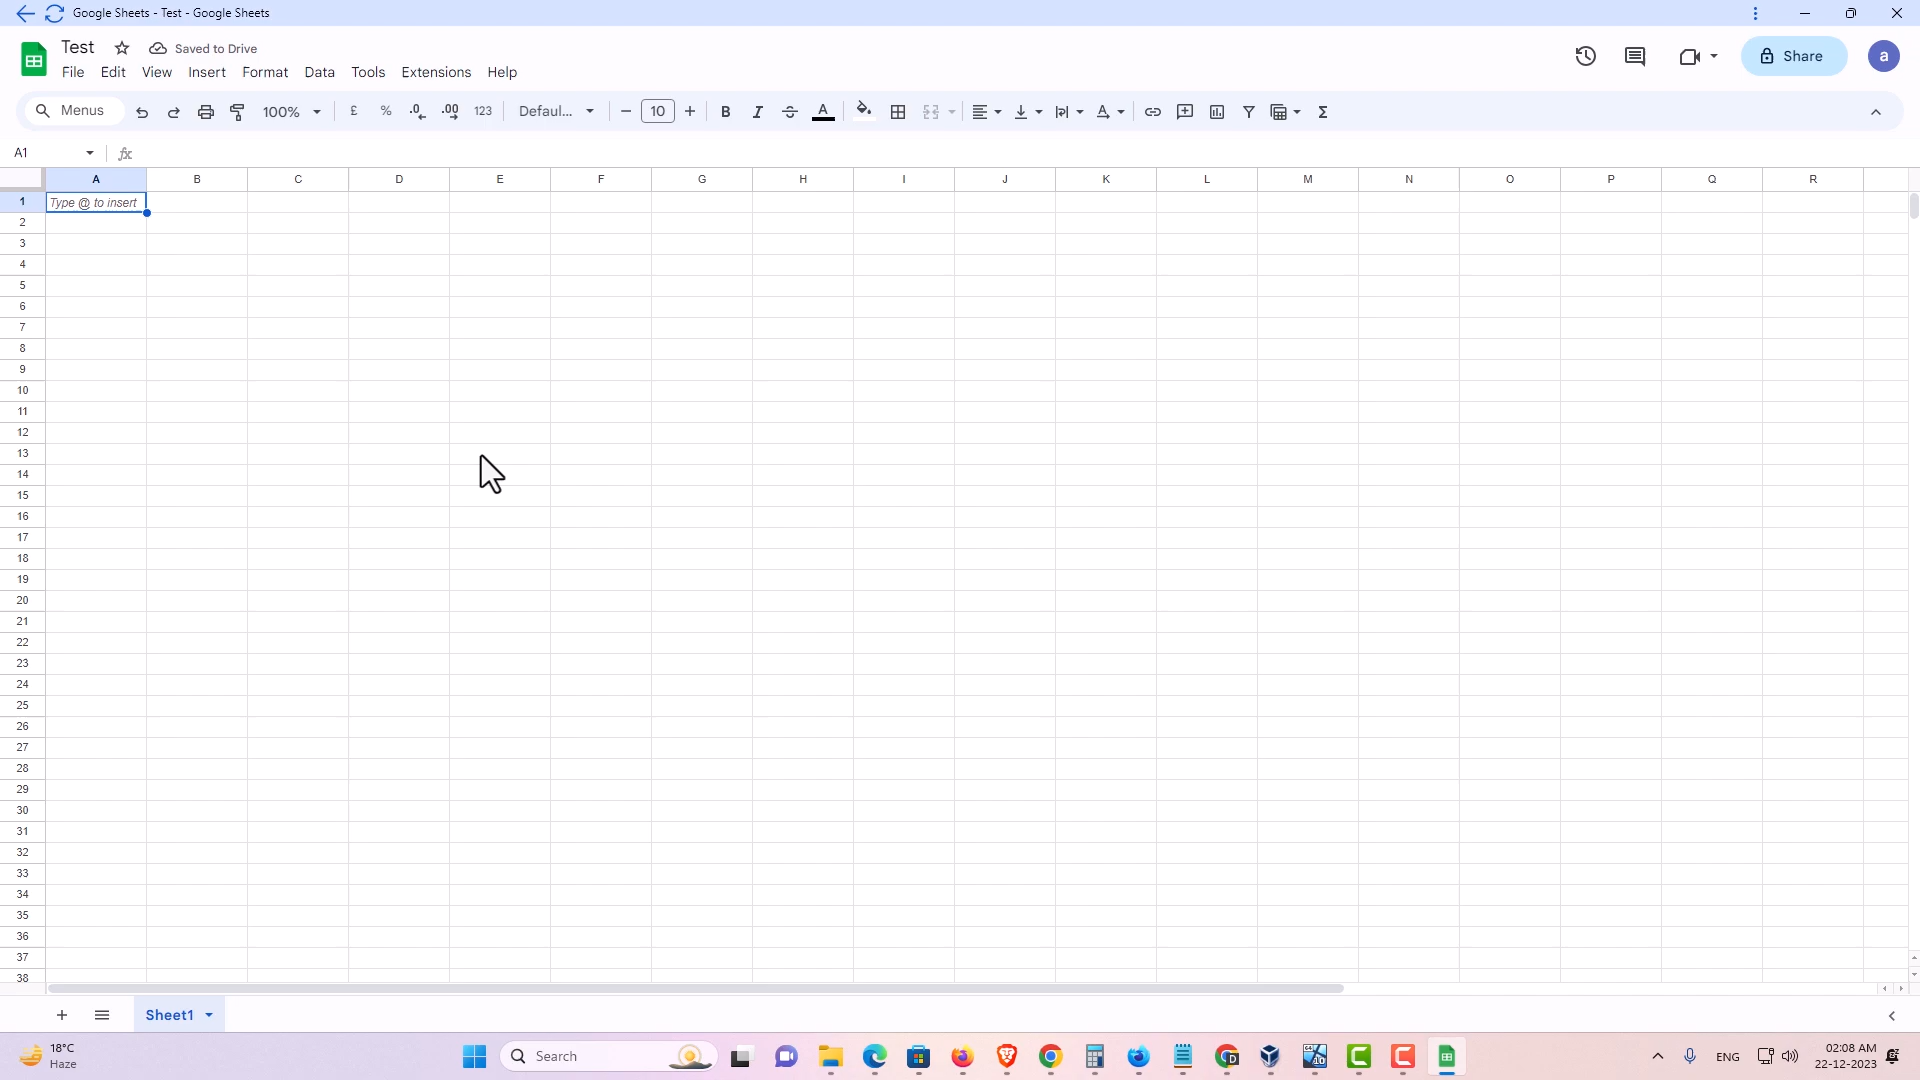 Google Sheets - Test - Google Sheets
Test
Saved to Drive
File Edit View Insert Format Data Tools Extensions Help
Share
a
Menus
100%
£ % .0 .00 123
Defaul...
10
B I S A
A
Σ
A1
fx
A B C D E F G H I J K L M N O P Q R
1 Type @ to insert
2
3
4
5
6
7
8
9
10
11
12
13
14
15
16
17
18
19
20
21
22
23
24
25
26
27
28
29
30
31
32
33
34
35
36
37
38
Sheet1
18°C
Haze
Search
D
64
10
ENG
02:08 AM
22-12-2023